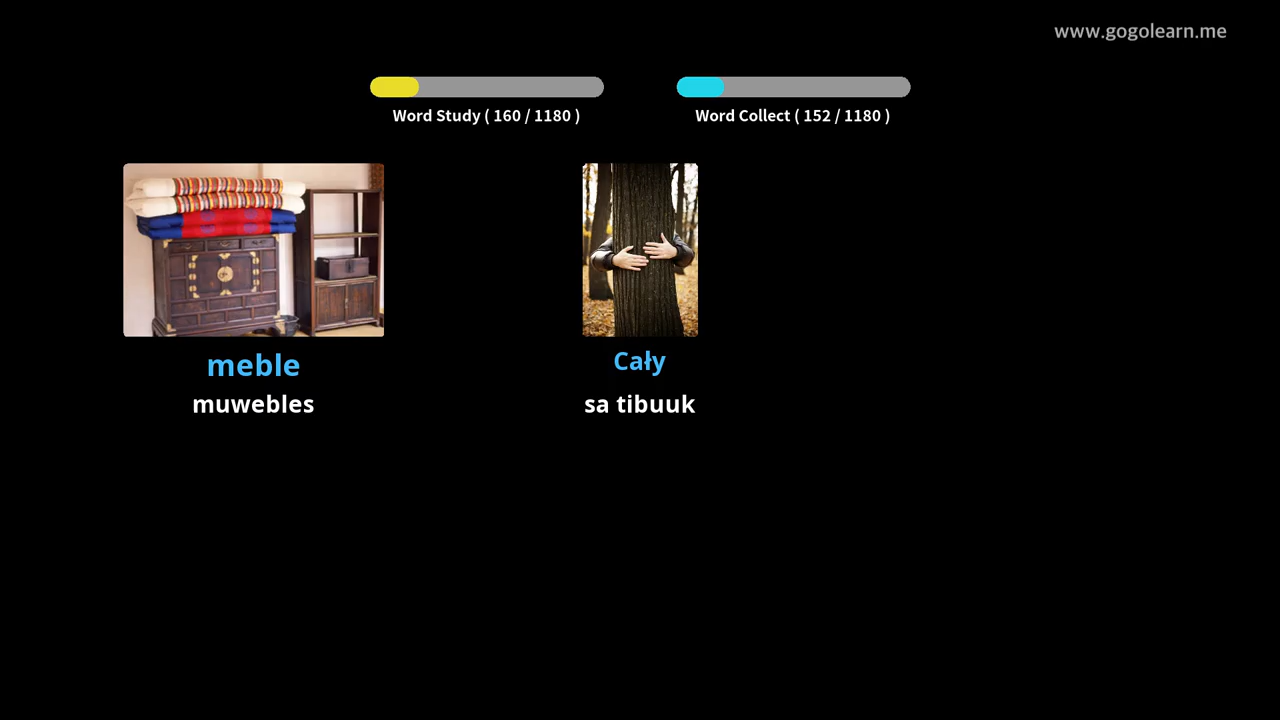 www.gogolearn.me
Word Study ( 160 / 1180 )
Word Collect ( 152 / 1180 )
meble
muwebles
Cały
sa tibuuk